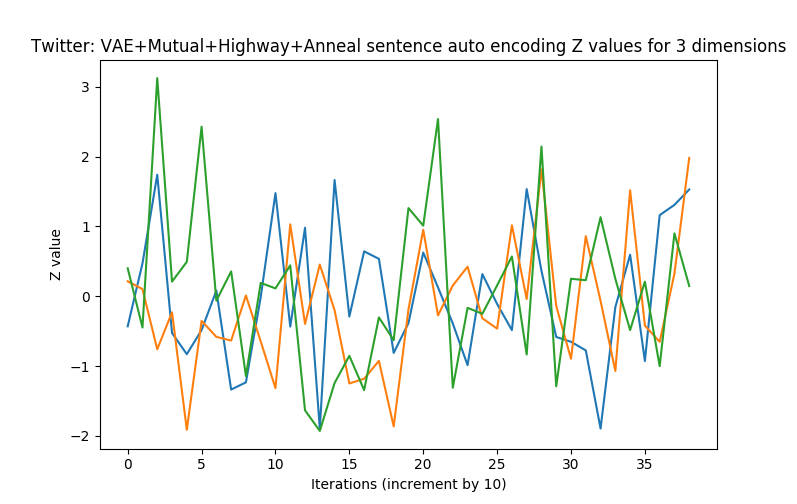 Twitter: VAE+Mutual+Highway+Anneal sentence auto encoding Z values for 3 dimensions
3
2
1
0
−1
−2
Z value
0 5 10 15 20 25 30 35
Iterations (increment by 10)